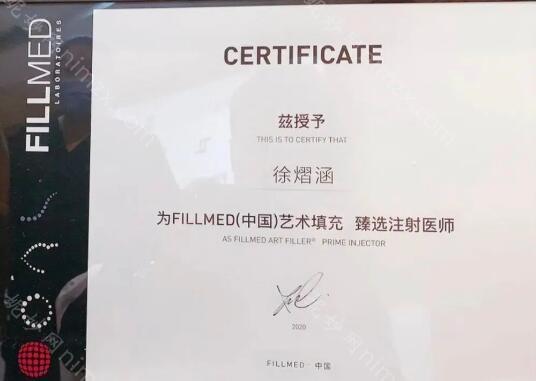 FILLMED
LABORATOIRES
CERTIFICATE
兹授予
THIS IS TO CERTIFY THAT
徐熠涵
为FILLMED(中国)艺术填充 臻选注射医师
AS FILLMED ART FILLER® PRIME INJECTOR
2020
FILLMED · 中国